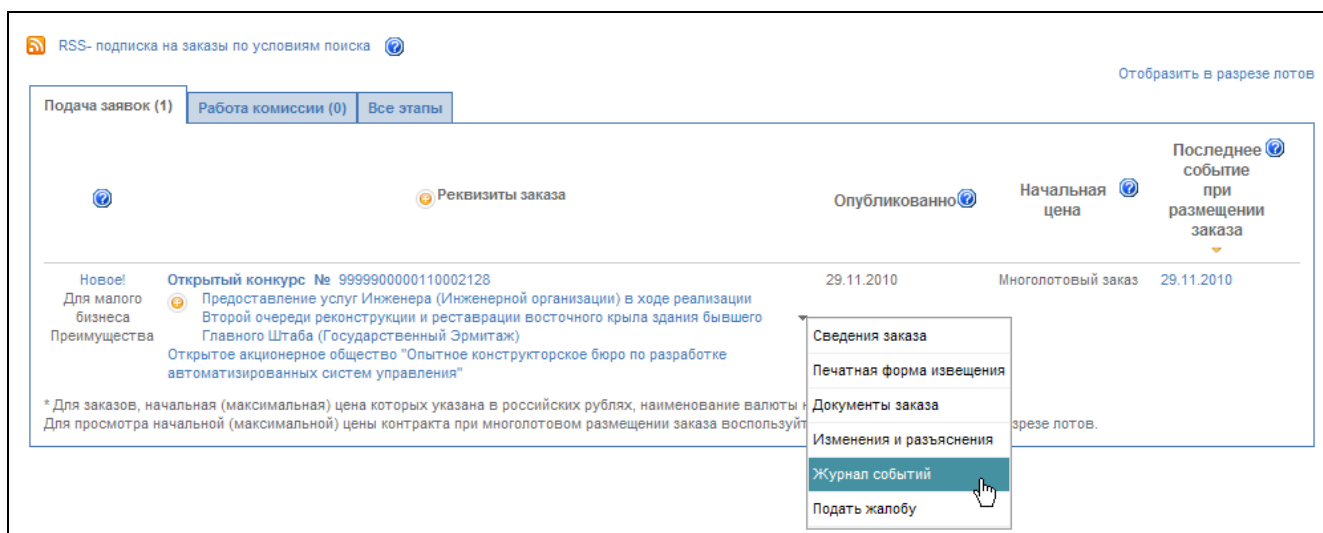 RSS- подписка на заказы по условиям поиска
Отобразить в разрезе лотов
Подача заявок (1)
Работа комиссии (0)
Все этапы
Реквизиты заказа
Опубликованно
Начальная
цена
Последнее
событие
при
размещении
заказа
Новое!
Для малого
бизнеса
Преимущества
Открытый конкурс № 9999900000110002128
Предоставление услуг Инженера (Инженерной организации) в ходе реализации
Второй очереди реконструкции и реставрации восточного крыла здания бывшего
Главного Штаба (Государственный Эрмитаж)
Открытое акционерное общество "Опытное конструкторское бюро по разработке
автоматизированных систем управления"
29.11.2010
Многолотовый заказ
29.11.2010
Сведения заказа
Печатная форма извещения
Документы заказа
Изменения и разъяснения
Журнал событий
Подать жалобу
* Для заказов, начальная (максимальная) цена которых указана в российских рублях, наименование валюты
Для просмотра начальной (максимальной) цены контракта при многолотовом размещении заказа воспользуйт зрезе лотов.